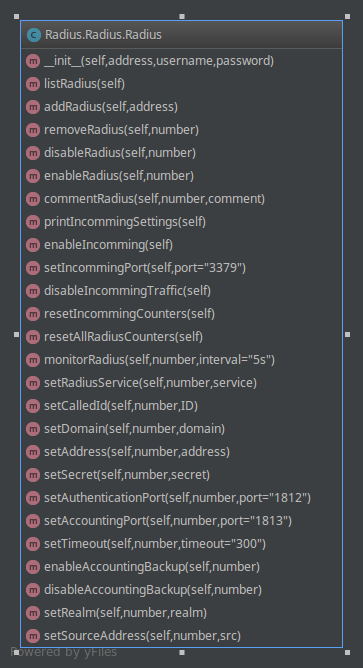 C Radius.Radius.Radius
m __init__(self,address,username,password)
m listRadius(self)
m addRadius(self,address)
m removeRadius(self,number)
m disableRadius(self,number)
m enableRadius(self,number)
m commentRadius(self,number,comment)
m printIncommingSettings(self)
m enableIncomming(self)
m setIncommingPort(self,port="3379")
m disableIncommingTraffic(self)
m resetIncommingCounters(self)
m resetAllRadiusCounters(self)
m monitorRadius(self,number,interval="5s")
m setRadiusService(self,number,service)
m setCalledId(self,number,ID)
m setDomain(self,number,domain)
m setAddress(self,number,address)
m setSecret(self,number,secret)
m setAuthenticationPort(self,number,port="1812")
m setAccountingPort(self,number,port="1813")
m setTimeout(self,number,timeout="300")
m enableAccountingBackup(self,number)
m disableAccountingBackup(self,number)
m setRealm(self,number,realm)
m setSourceAddress(self,number,src)
Powered by yFiles